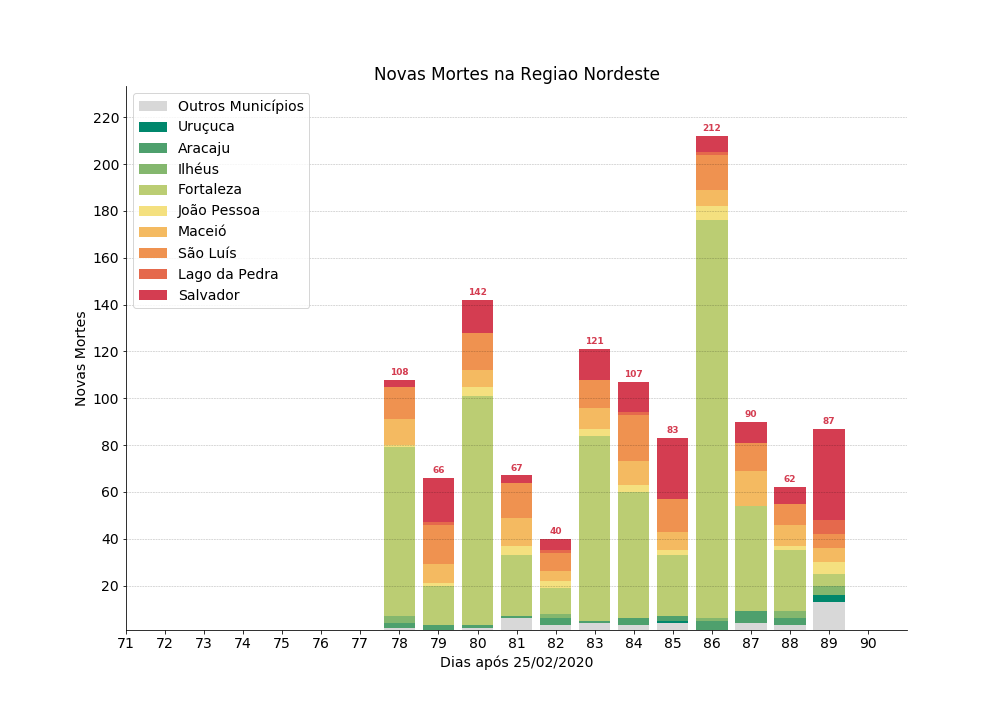 Novas Mortes na Regiao Nordeste
Outros Municípios
Uruçuca
Aracaju
Ilhéus
Fortaleza
João Pessoa
Maceió
São Luís
Lago da Pedra
Salvador
Novas Mortes
220
200
180
160
140
120
100
80
60
40
20
108
66
142
67
40
121
107
83
212
90
62
87
71 72 73 74 75 76 77 78 79 80 81 82 83 84 85 86 87 88 89 90
Dias após 25/02/2020